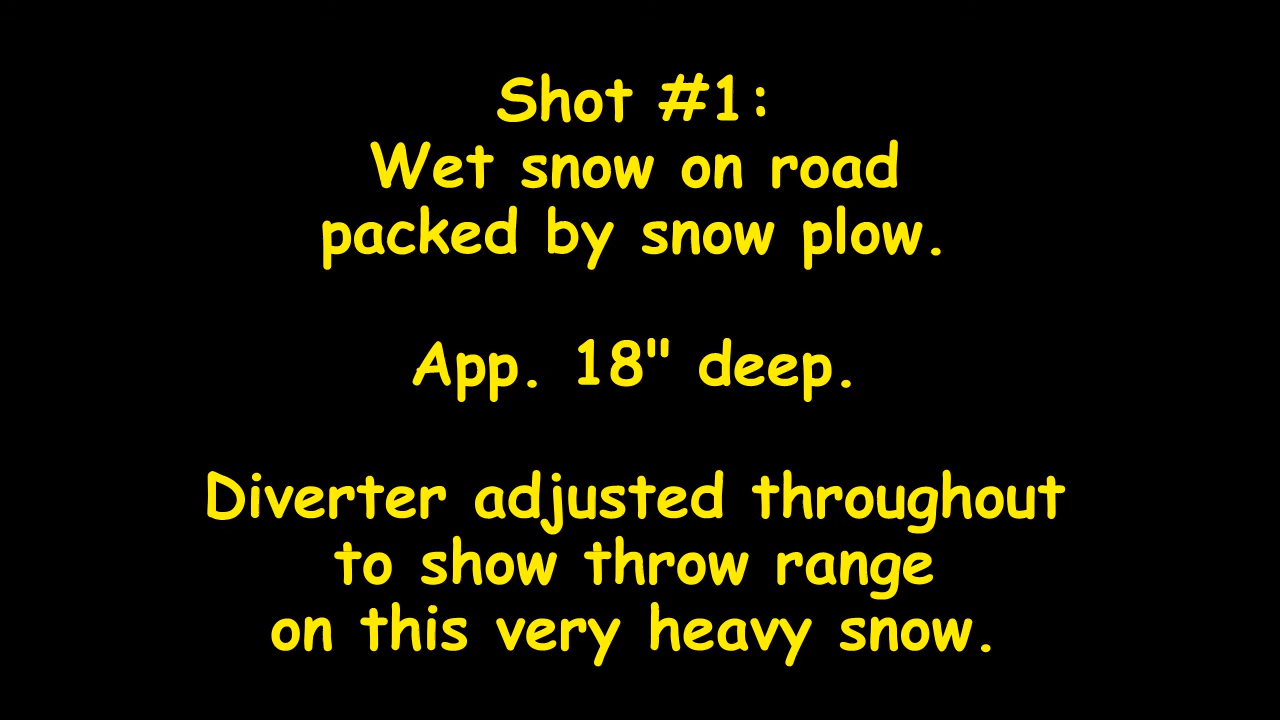 Shot #1:
Wet snow on road
packed by snow plow.
App. 18" deep.
Diverter adjusted throughout
to show throw range
on this very heavy snow.